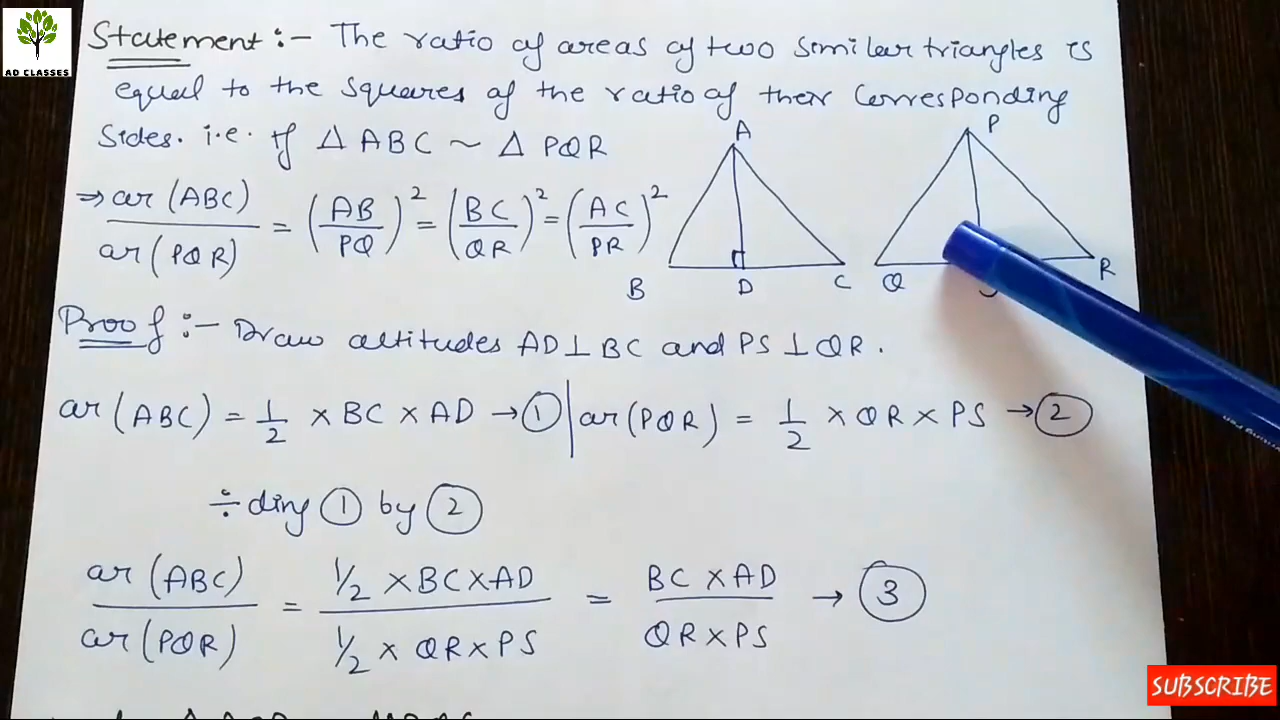 AD CLASSES
Statement :- The ratio of areas of two similar triangles is
equal to the squares of the ratio of their Corresponding
Sides. i.e. if △ ABC ~ △ PQR
⇒ ar (ABC) / ar (PQR) = (AB/PQ)² = (BC/QR)² = (AC/PR)²
A
B D C
P
Q R
Proof :- Draw altitudes AD ⊥ BC and PS ⊥ QR.
ar (ABC) = 1/2 × BC × AD → ① | ar (PQR) = 1/2 × QR × PS → ②
÷ding ① by ②
ar (ABC) / ar (PQR) = 1/2 × BC × AD / 1/2 × QR × PS = BC × AD / QR × PS → ③
SUBSCRIBE